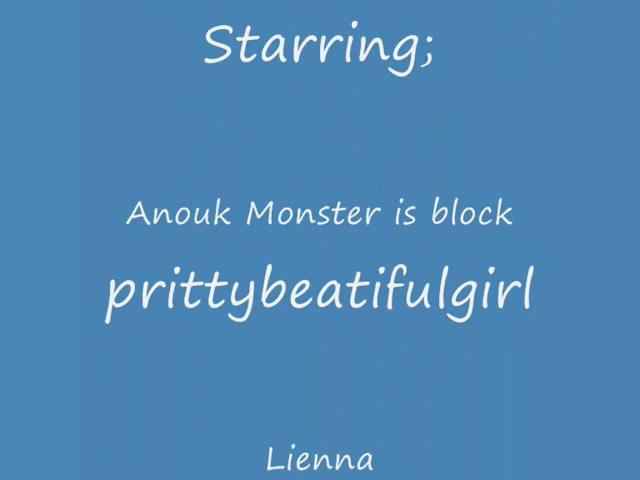 Starring;
Anouk Monster is block
prittybeatifulgirl
Lienna